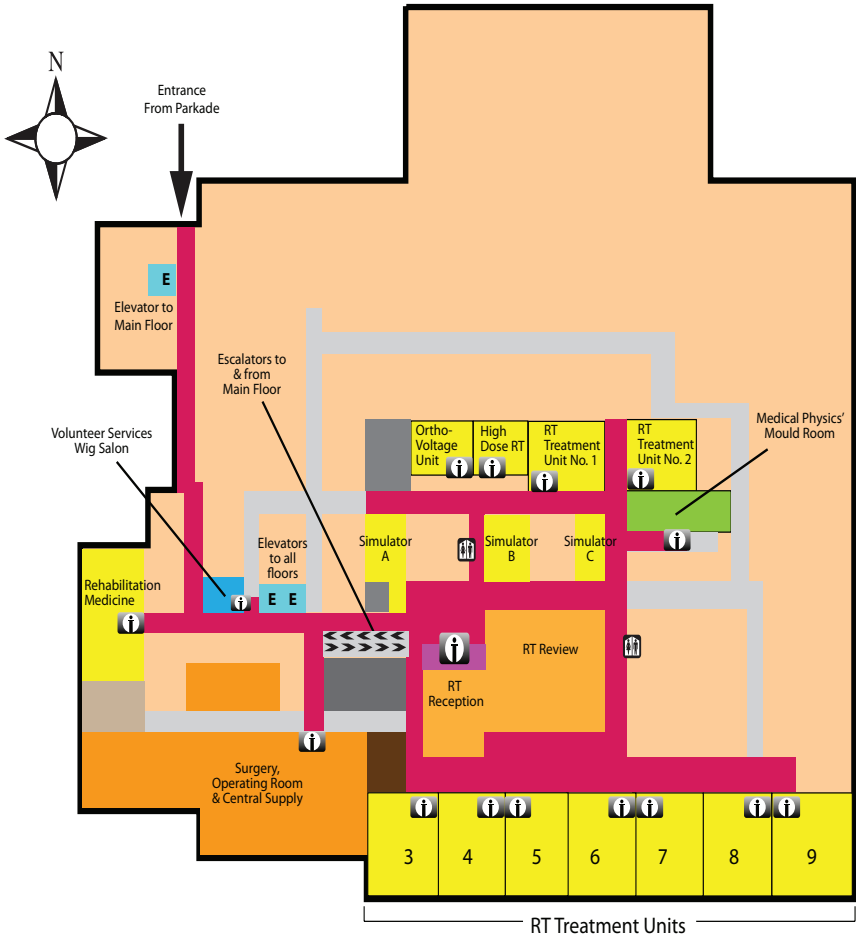 N
Entrance
From Parkade
E
Elevator to
Main Floor
Escalators to
& from
Main Floor
Volunteer Services
Wig Salon
Ortho-
Voltage
Unit
High
Dose RT
RT
Treatment
Unit No. 1
RT
Treatment
Unit No. 2
Medical Physics'
Mould Room
Elevators
to all
floors
E E
Simulator
A
Simulator
B
Simulator
C
Rehabilitation
Medicine
RT Review
RT
Reception
Surgery,
Operating Room
& Central Supply
3
4
5
6
7
8
9
RT Treatment Units